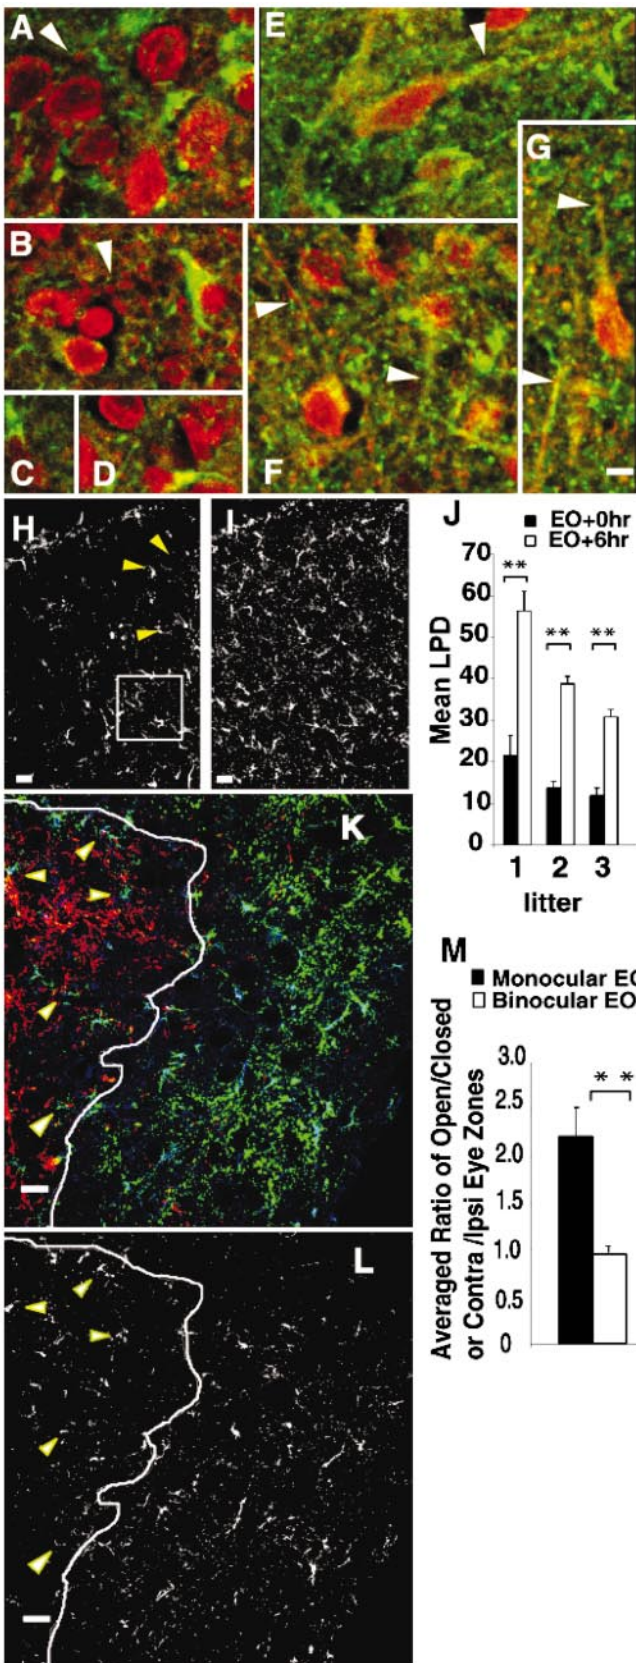 A
E
G
B
C
D
F
H
I
J
EO+0hr
EO+6hr
Mean LPD
70
60
50
40
30
20
10
0
**
**
**
1 2 3
litter
K
M
Monocular EO
Binocular EO
Averaged Ratio of Open/Closed
or Contra /Ipsi Eye Zones
3.0
2.5
2.0
1.5
1.0
0.5
0
* *
L